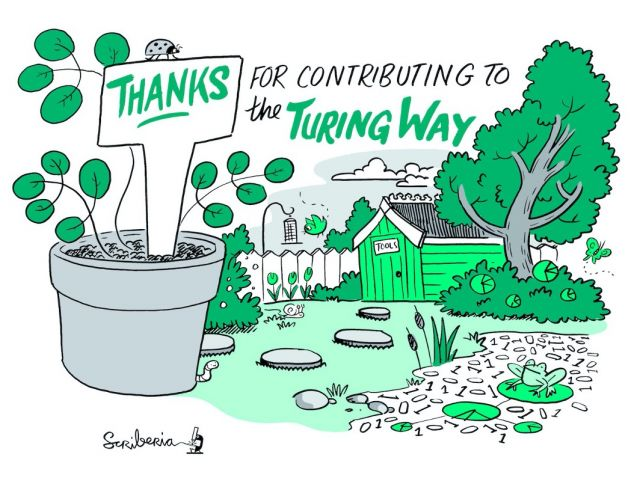 THANKS FOR CONTRIBUTING TO
the TURING WAY
TOOLS
Scriberia